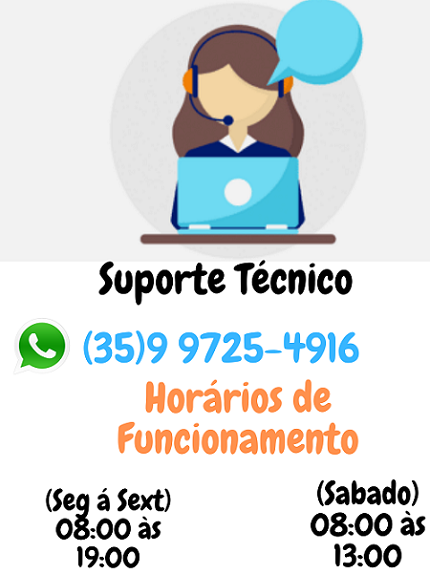 Suporte Técnico
(35)9 9725-4916
Horários de
Funcionamento
(Seg á Sext)
08:00 às
19:00
(Sabado)
08:00 às
13:00